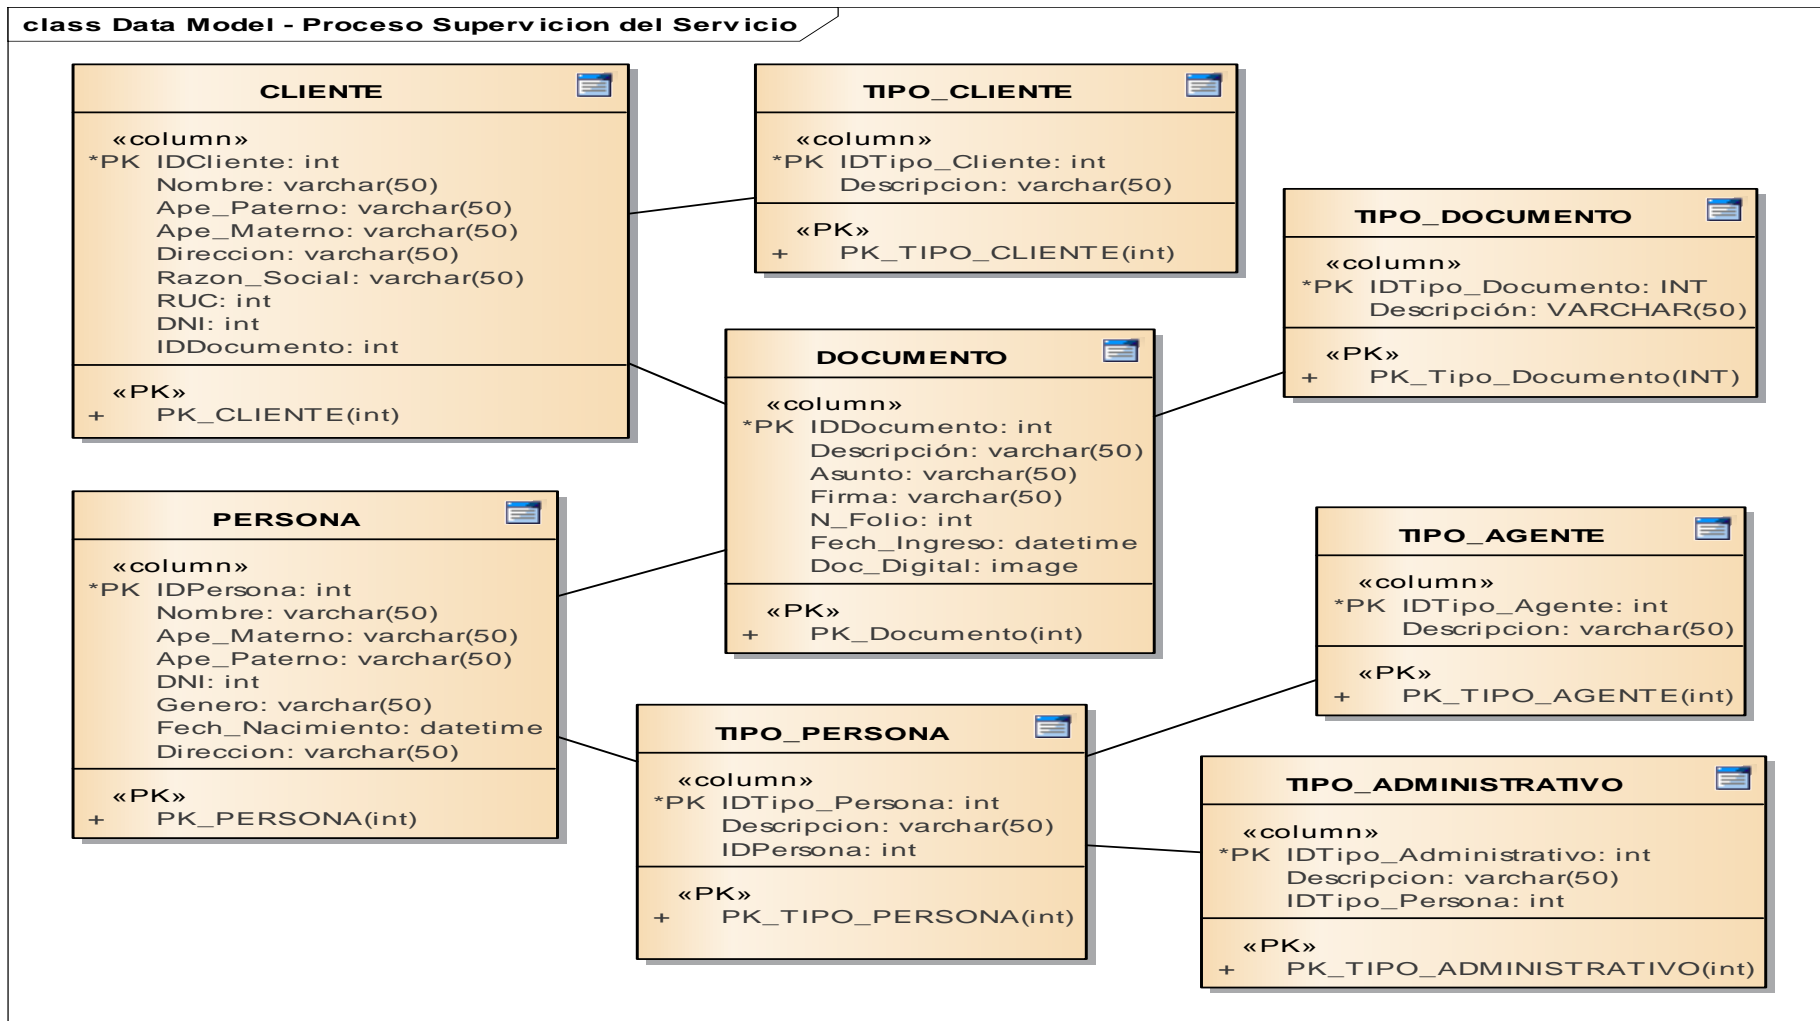 class Data Model - Proceso Supervicion del Servicio
CLIENTE
«column»
*PK IDCliente: int
Nombre: varchar(50)
Ape_Paterno: varchar(50)
Ape_Materno: varchar(50)
Direccion: varchar(50)
Razon_Social: varchar(50)
RUC: int
DNI: int
IDDocumento: int
«PK»
+ PK_CLIENTE(int)
TIPO_CLIENTE
«column»
*PK IDTipo_Cliente: int
Descripcion: varchar(50)
«PK»
+ PK_TIPO_CLIENTE(int)
TIPO_DOCUMENTO
«column»
*PK IDTipo_Documento: INT
Descripción: VARCHAR(50)
«PK»
+ PK_Tipo_Documento(INT)
DOCUMENTO
«column»
*PK IDDocumento: int
Descripción: varchar(50)
Asunto: varchar(50)
Firma: varchar(50)
N_Folio: int
Fech_Ingreso: datetime
Doc_Digital: image
«PK»
+ PK_Documento(int)
PERSONA
«column»
*PK IDPersona: int
Nombre: varchar(50)
Ape_Materno: varchar(50)
Ape_Paterno: varchar(50)
DNI: int
Genero: varchar(50)
Fech_Nacimiento: datetime
Direccion: varchar(50)
«PK»
+ PK_PERSONA(int)
TIPO_AGENTE
«column»
*PK IDTipo_Agente: int
Descripcion: varchar(50)
«PK»
+ PK_TIPO_AGENTE(int)
TIPO_PERSONA
«column»
*PK IDTipo_Persona: int
Descripcion: varchar(50)
IDPersona: int
«PK»
+ PK_TIPO_PERSONA(int)
TIPO_ADMINISTRATIVO
«column»
*PK IDTipo_Administrativo: int
Descripcion: varchar(50)
IDTipo_Persona: int
«PK»
+ PK_TIPO_ADMINISTRATIVO(int)